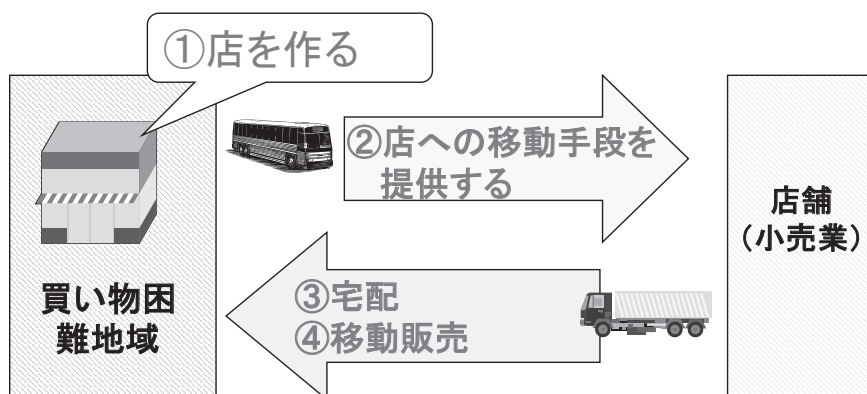 ①店を作る
②店への移動手段を
提供する
店舗
（小売業）
買い物困
難地域
③宅配
④移動販売